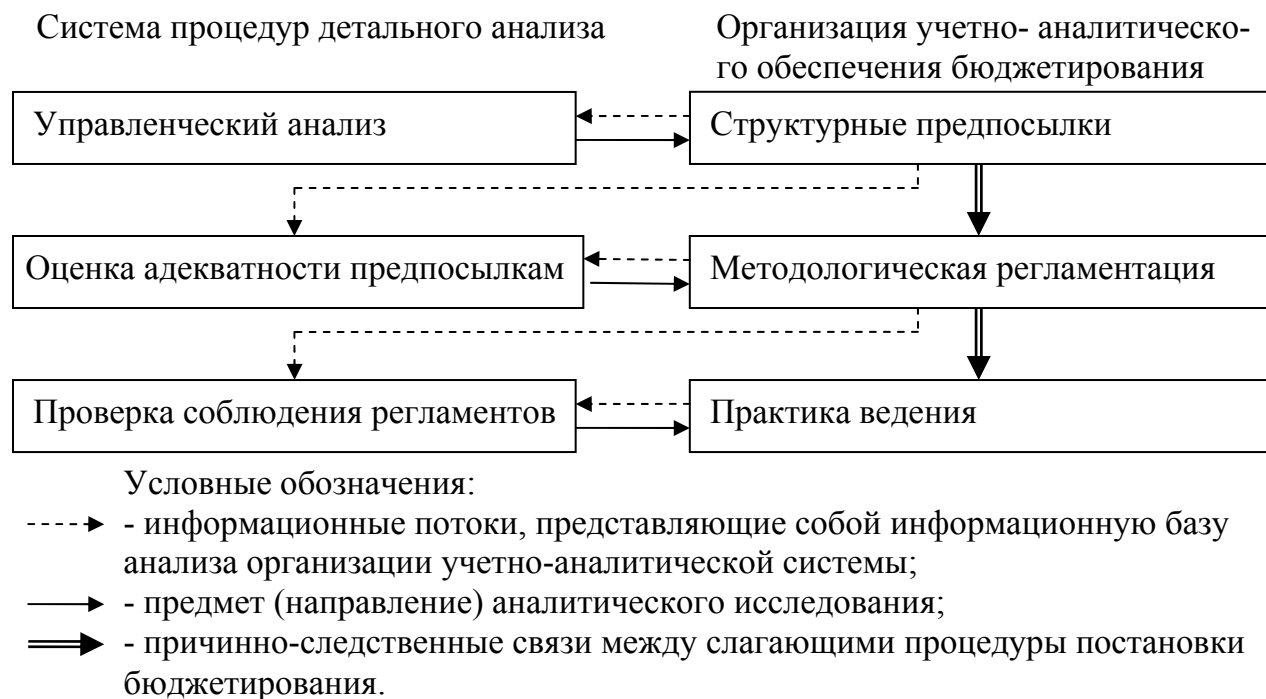 Система процедур детального анализа
Организация учетно- аналитическо-
го обеспечения бюджетирования
Управленческий анализ
Структурные предпосылки
Оценка адекватности предпосылкам
Методологическая регламентация
Проверка соблюдения регламентов
Практика ведения
Условные обозначения:
- информационные потоки, представляющие собой информационную базу
анализа организации учетно-аналитической системы;
- предмет (направление) аналитического исследования;
- причинно-следственные связи между слагающими процедуры постановки
бюджетирования.